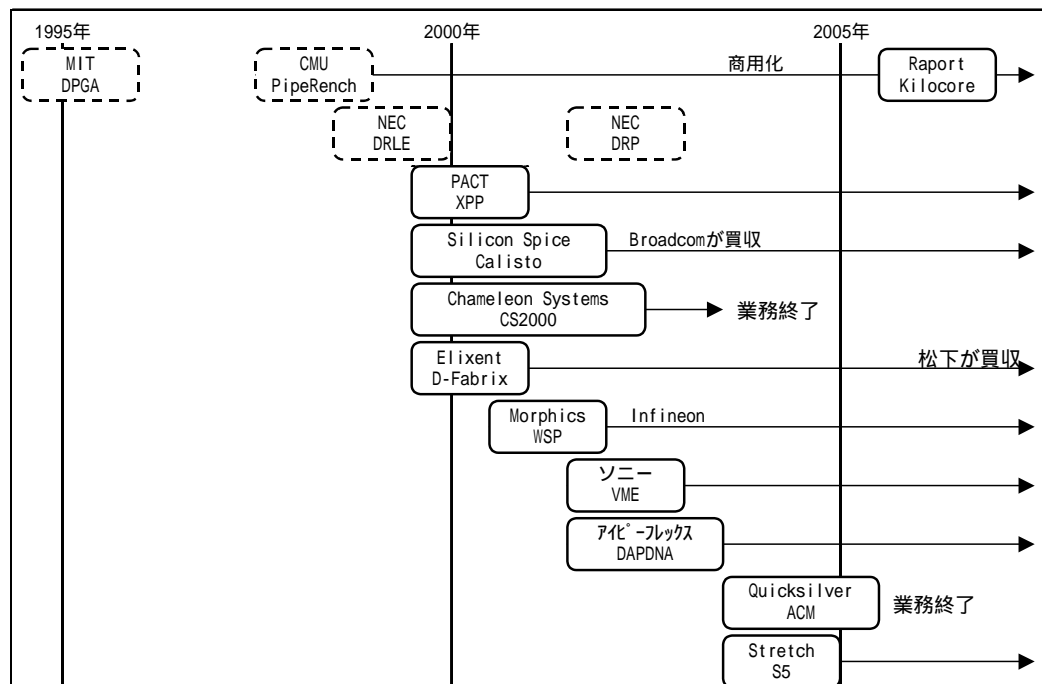 1995年
2000年
2005年
MIT
DPGA
CMU
PipeRench
商用化
Raport
Kilocore
NEC
DRLE
NEC
DRP
PACT
XPP
Silicon Spice
Calisto
Broadcomが買収
Chameleon Systems
CS2000
業務終了
Elixent
D-Fabrix
松下が買収
Morphics
WSP
Infineon
ソニー
VME
アイピーフレックス
DAPDNA
Quicksilver
ACM
業務終了
Stretch
S5